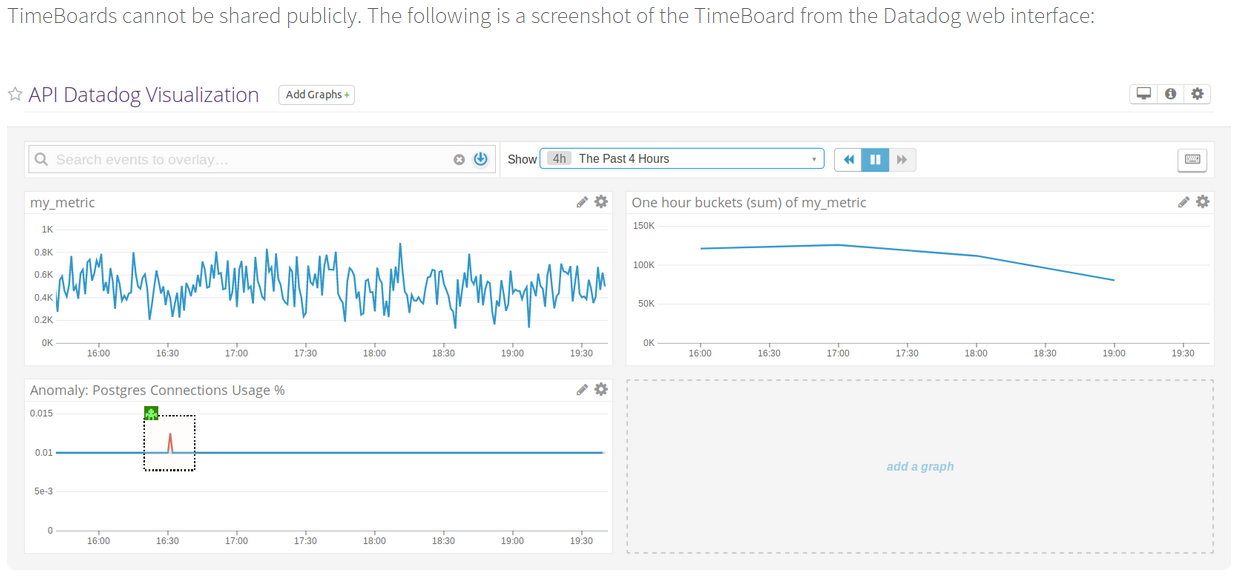 TimeBoards cannot be shared publicly. The following is a screenshot of the TimeBoard from the Datadog web interface:
API Datadog Visualization
Add Graphs +
Search events to overlay...
Show
4h The Past 4 Hours
my_metric
1K
0.8K
0.6K
0.4K
0.2K
0K
16:00 16:30 17:00 17:30 18:00 18:30 19:00 19:30
One hour buckets (sum) of my_metric
150K
100K
50K
0K
16:00 16:30 17:00 17:30 18:00 18:30 19:00 19:30
Anomaly: Postgres Connections Usage %
0.015
0.01
5e-3
0
16:00 16:30 17:00 17:30 18:00 18:30 19:00 19:30
add a graph